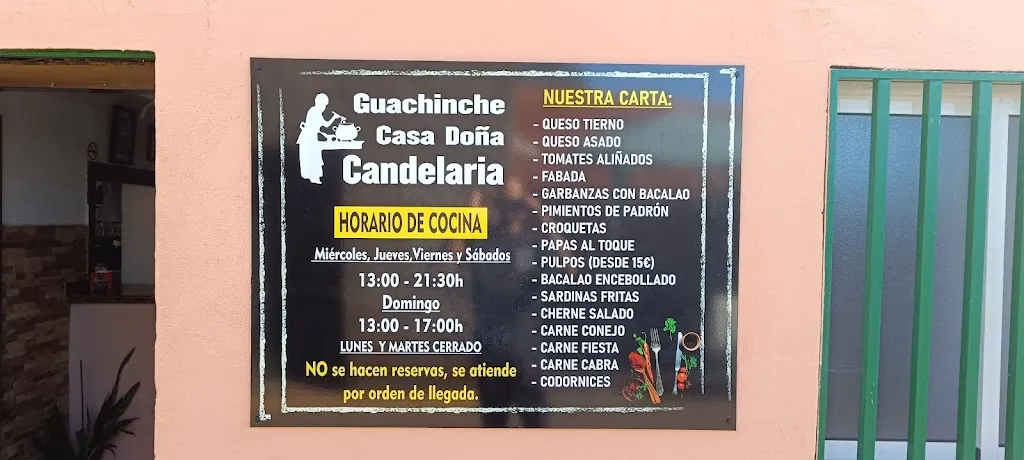 Guachinche
Casa Doña
Candelaria
HORARIO DE COCINA
Miércoles, Jueves,Viernes y Sábados
13:00 - 21:30h
Domingo
13:00 - 17:00h
LUNES Y MARTES CERRADO
NO se hacen reservas, se atiende
por orden de llegada.
NUESTRA CARTA:
- QUESO TIERNO
- QUESO ASADO
- TOMATES ALIÑADOS
- FABADA
- GARBANZAS CON BACALAO
- PIMIENTOS DE PADRÓN
- CROQUETAS
- PAPAS AL TOQUE
- PULPOS (DESDE 15€)
- BACALAO ENCEBOLLADO
- SARDINAS FRITAS
- CHERNE SALADO
- CARNE CONEJO
- CARNE FIESTA
- CARNE CABRA
- CODORNICES